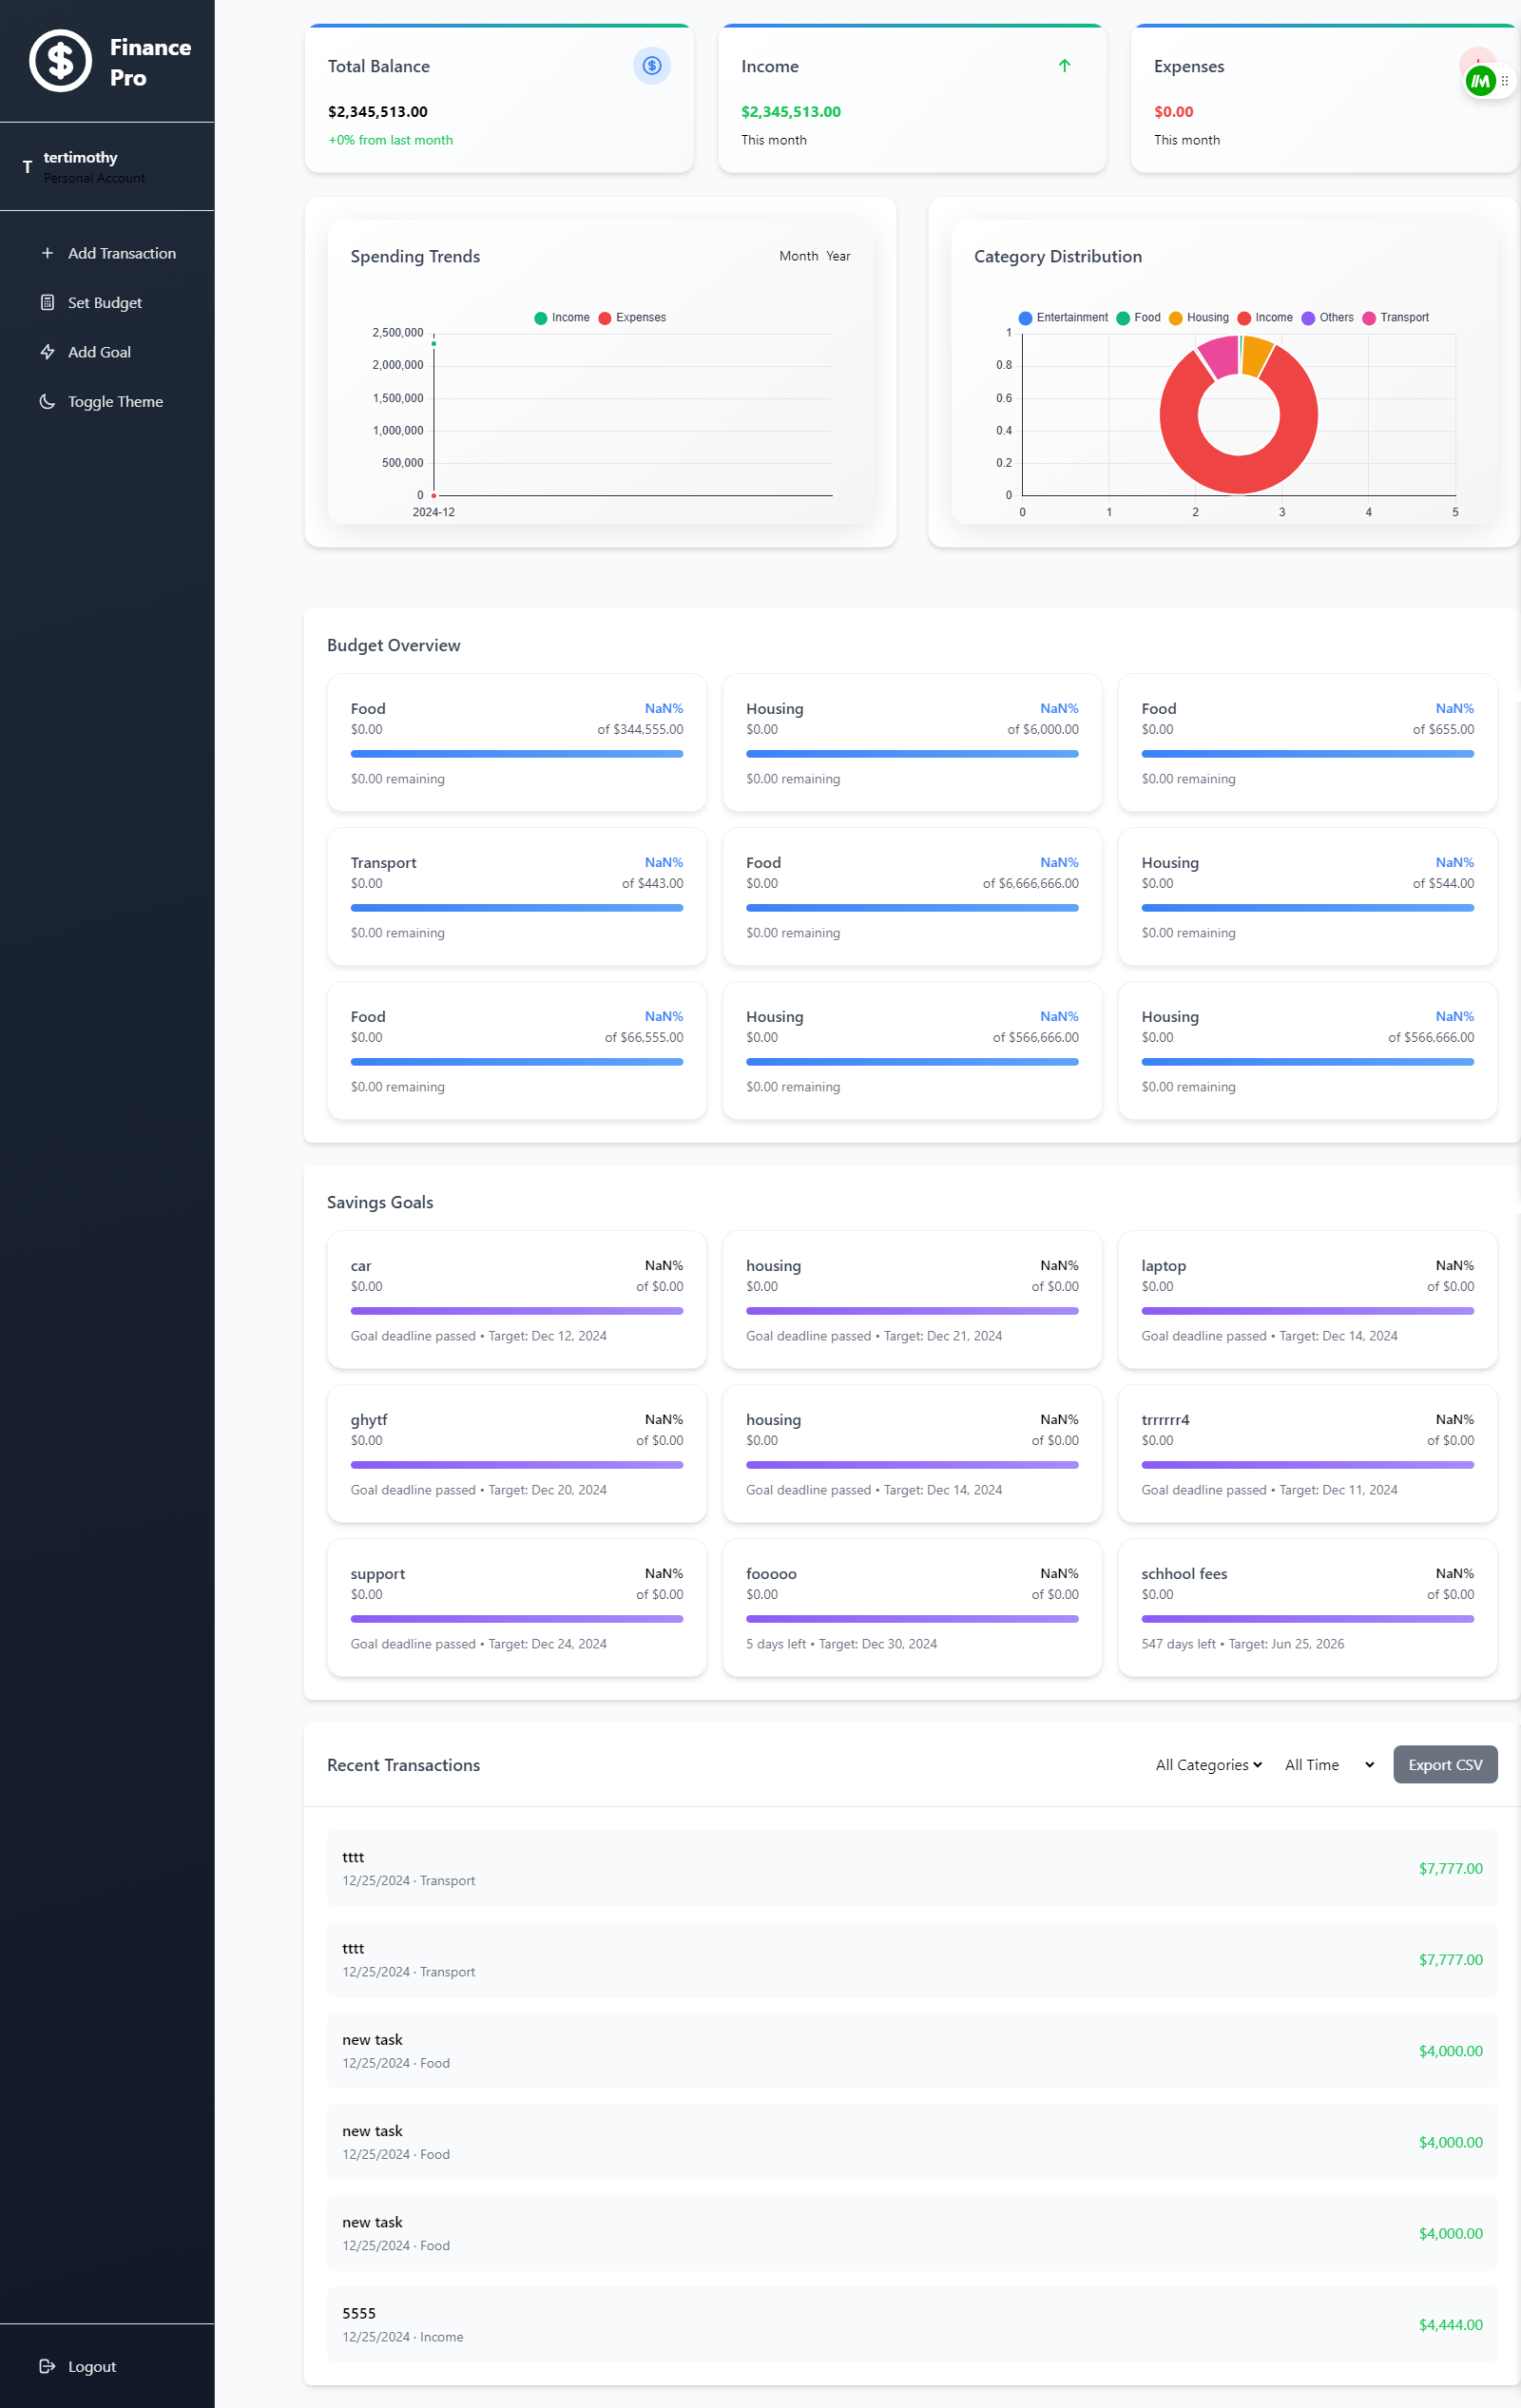 Finance
Pro
T
tertimothy
Personal Account
Add Transaction
Set Budget
Add Goal
Toggle Theme
Logout
Total Balance
$2,345,513.00
+0% from last month
Income
$2,345,513.00
This month
Expenses
$0.00
This month
Spending Trends
Month Year
Income Expenses
2,500,000
2,000,000
1,500,000
1,000,000
500,000
0
2024-12
Category Distribution
Entertainment Food Housing Income Others Transport
1
0.8
0.6
0.4
0.2
0
0 1 2 3 4 5
Budget Overview
Food NaN%
$0.00 of $344,555.00
$0.00 remaining
Housing NaN%
$0.00 of $6,000.00
$0.00 remaining
Food NaN%
$0.00 of $655.00
$0.00 remaining
Transport NaN%
$0.00 of $443.00
$0.00 remaining
Food NaN%
$0.00 of $6,666,666.00
$0.00 remaining
Housing NaN%
$0.00 of $544.00
$0.00 remaining
Food NaN%
$0.00 of $66,555.00
$0.00 remaining
Housing NaN%
$0.00 of $566,666.00
$0.00 remaining
Housing NaN%
$0.00 of $566,666.00
$0.00 remaining
Savings Goals
car NaN%
$0.00 of $0.00
Goal deadline passed • Target: Dec 12, 2024
housing NaN%
$0.00 of $0.00
Goal deadline passed • Target: Dec 21, 2024
laptop NaN%
$0.00 of $0.00
Goal deadline passed • Target: Dec 14, 2024
ghytf NaN%
$0.00 of $0.00
Goal deadline passed • Target: Dec 20, 2024
housing NaN%
$0.00 of $0.00
Goal deadline passed • Target: Dec 14, 2024
trrrrrr4 NaN%
$0.00 of $0.00
Goal deadline passed • Target: Dec 11, 2024
support NaN%
$0.00 of $0.00
Goal deadline passed • Target: Dec 24, 2024
fooooo NaN%
$0.00 of $0.00
5 days left • Target: Dec 30, 2024
schhool fees NaN%
$0.00 of $0.00
547 days left • Target: Jun 25, 2026
Recent Transactions
All Categories All Time Export CSV
tttt
12/25/2024 · Transport
$7,777.00
tttt
12/25/2024 · Transport
$7,777.00
new task
12/25/2024 · Food
$4,000.00
new task
12/25/2024 · Food
$4,000.00
new task
12/25/2024 · Food
$4,000.00
5555
12/25/2024 · Income
$4,444.00